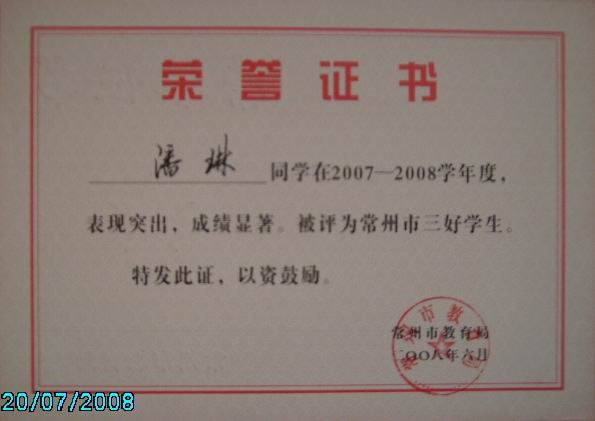 荣誉证书
潘琳 同学在2007—2008学年度，
表现突出，成绩显著。被评为常州市三好学生。
特发此证，以资鼓励。
常州市教育局
二〇〇八年六月
20/07/2008